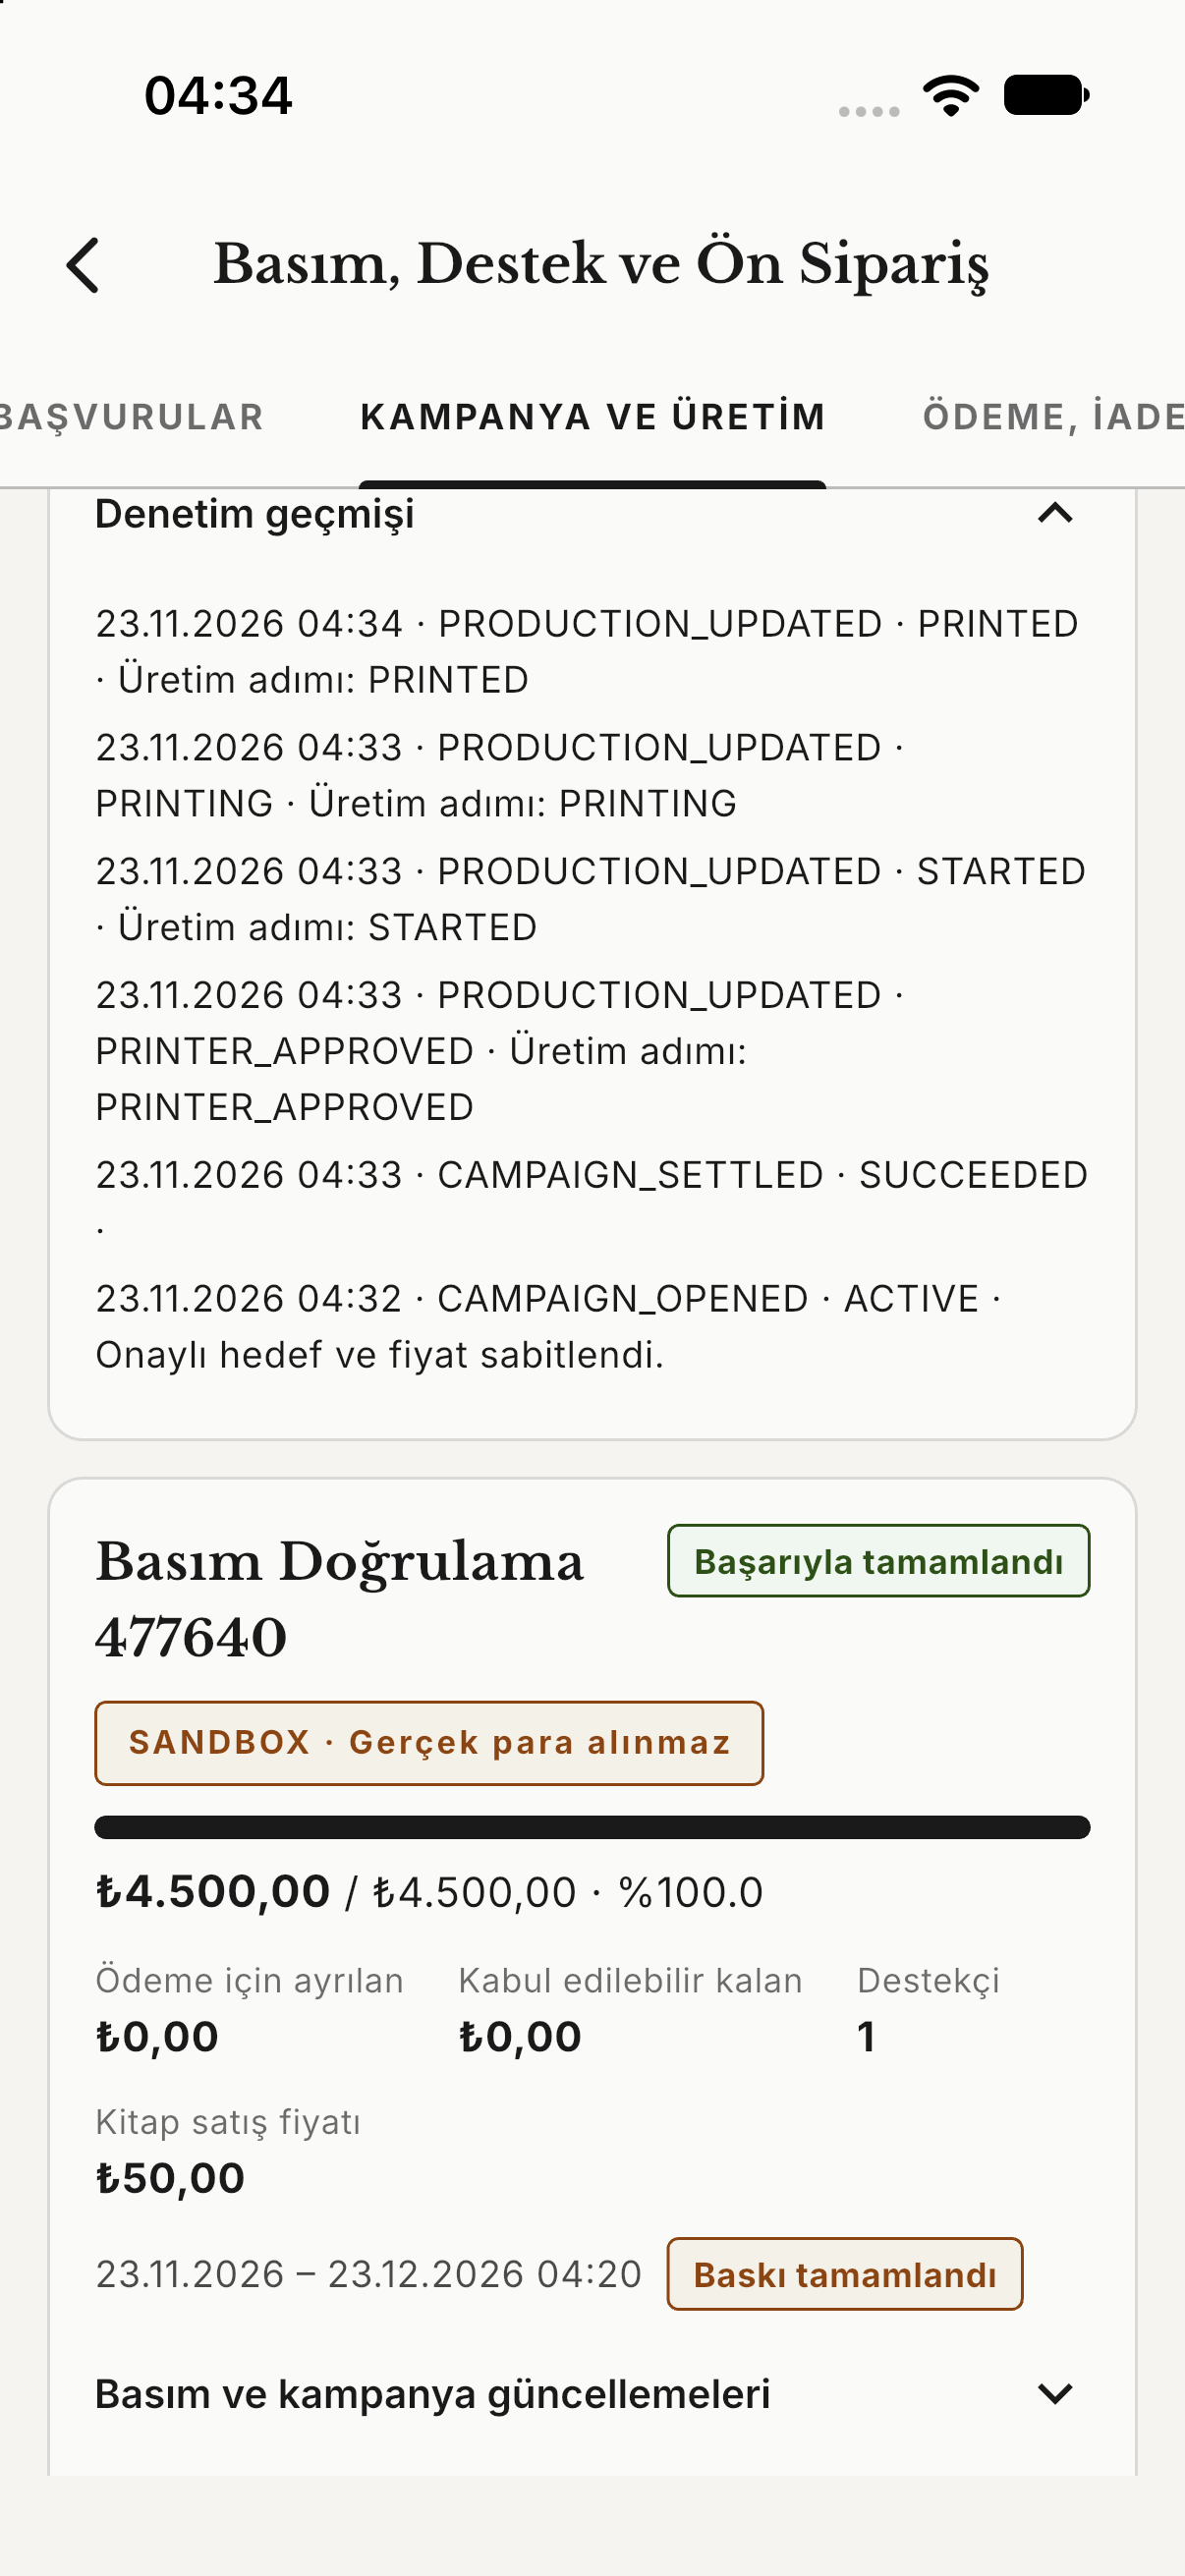 04:34
Basım, Destek ve Ön Sipariş
BAŞVURULAR
KAMPANYA VE ÜRETİM
ÖDEME, İADE
Denetim geçmişi
23.11.2026 04:34 · PRODUCTION_UPDATED · PRINTED
· Üretim adımı: PRINTED
23.11.2026 04:33 · PRODUCTION_UPDATED ·
PRINTING · Üretim adımı: PRINTING
23.11.2026 04:33 · PRODUCTION_UPDATED · STARTED
· Üretim adımı: STARTED
23.11.2026 04:33 · PRODUCTION_UPDATED ·
PRINTER_APPROVED · Üretim adımı:
PRINTER_APPROVED
23.11.2026 04:33 · CAMPAIGN_SETTLED · SUCCEEDED
·
23.11.2026 04:32 · CAMPAIGN_OPENED · ACTIVE ·
Onaylı hedef ve fiyat sabitlendi.
Basım Doğrulama
477640
Başarıyla tamamlandı
SANDBOX · Gerçek para alınmaz
₺4.500,00 / ₺4.500,00 · %100.0
Ödeme için ayrılan
₺0,00
Kabul edilebilir kalan
₺0,00
Destekçi
1
Kitap satış fiyatı
₺50,00
23.11.2026 – 23.12.2026 04:20
Baskı tamamlandı
Basım ve kampanya güncellemeleri